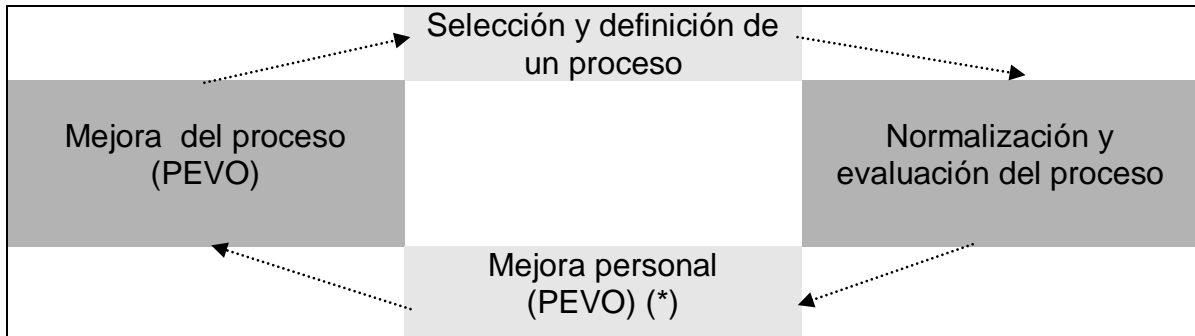 Selección y definición de
un proceso
Mejora del proceso
(PEVO)
Normalización y
evaluación del proceso
Mejora personal
(PEVO) (*)